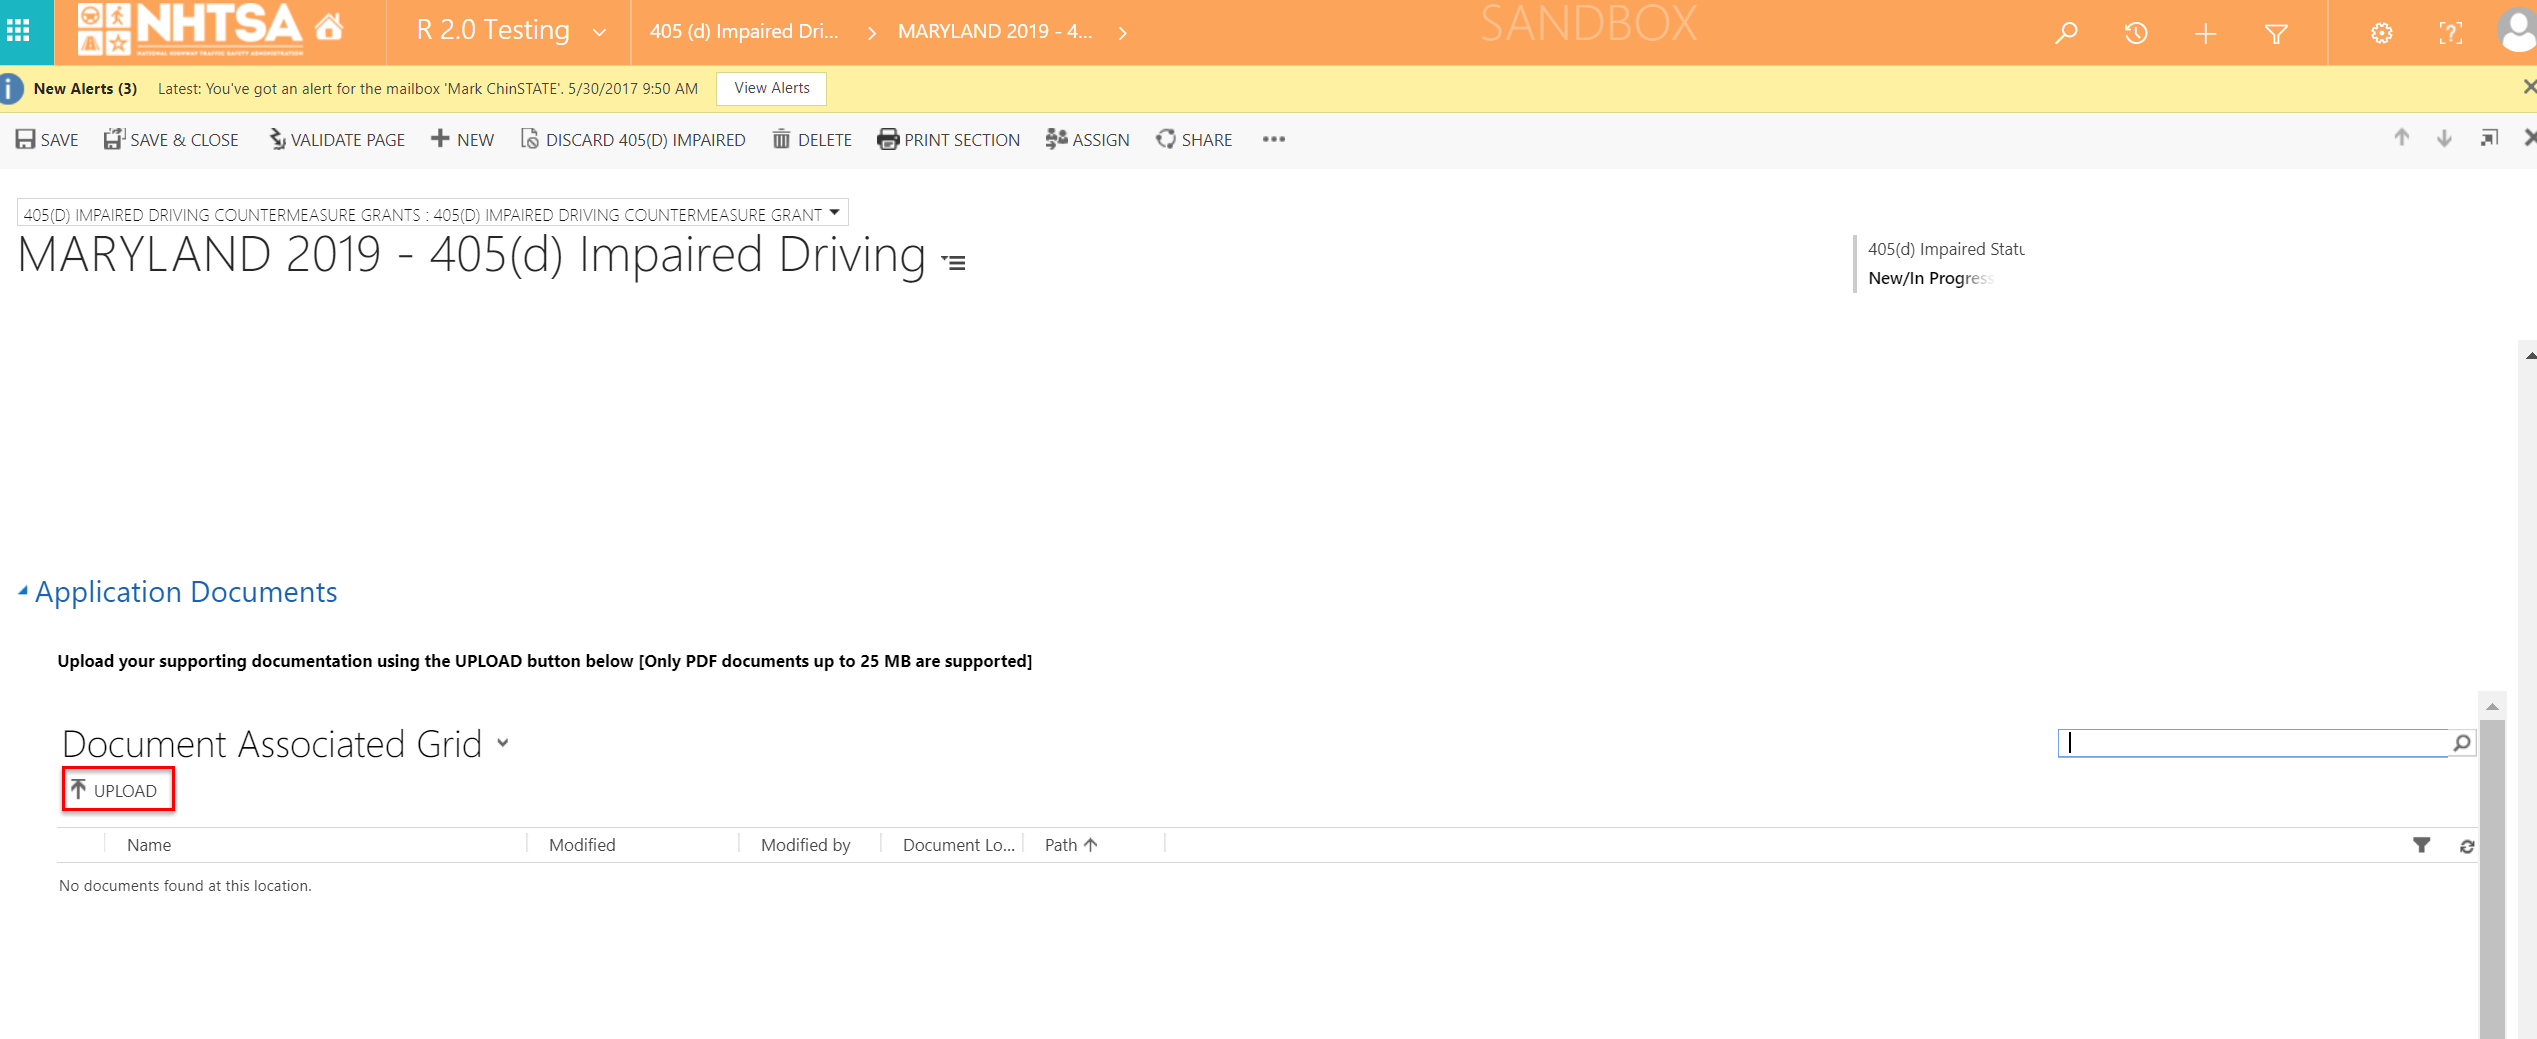 NHTSA
NATIONAL HIGHWAY TRAFFIC SAFETY ADMINISTRATION
R 2.0 Testing
405 (d) Impaired Dri...
MARYLAND 2019 - 4...
SANDBOX
New Alerts (3) Latest: You've got an alert for the mailbox 'Mark ChinSTATE'. 5/30/2017 9:50 AM View Alerts
SAVE SAVE & CLOSE VALIDATE PAGE NEW DISCARD 405(D) IMPAIRED DELETE PRINT SECTION ASSIGN SHARE •••
405(D) IMPAIRED DRIVING COUNTERMEASURE GRANTS : 405(D) IMPAIRED DRIVING COUNTERMEASURE GRANT
MARYLAND 2019 - 405(d) Impaired Driving
405(d) Impaired Statu
New/In Progress
Application Documents
Upload your supporting documentation using the UPLOAD button below [Only PDF documents up to 25 MB are supported]
Document Associated Grid
UPLOAD
Name Modified Modified by Document Lo... Path
No documents found at this location.